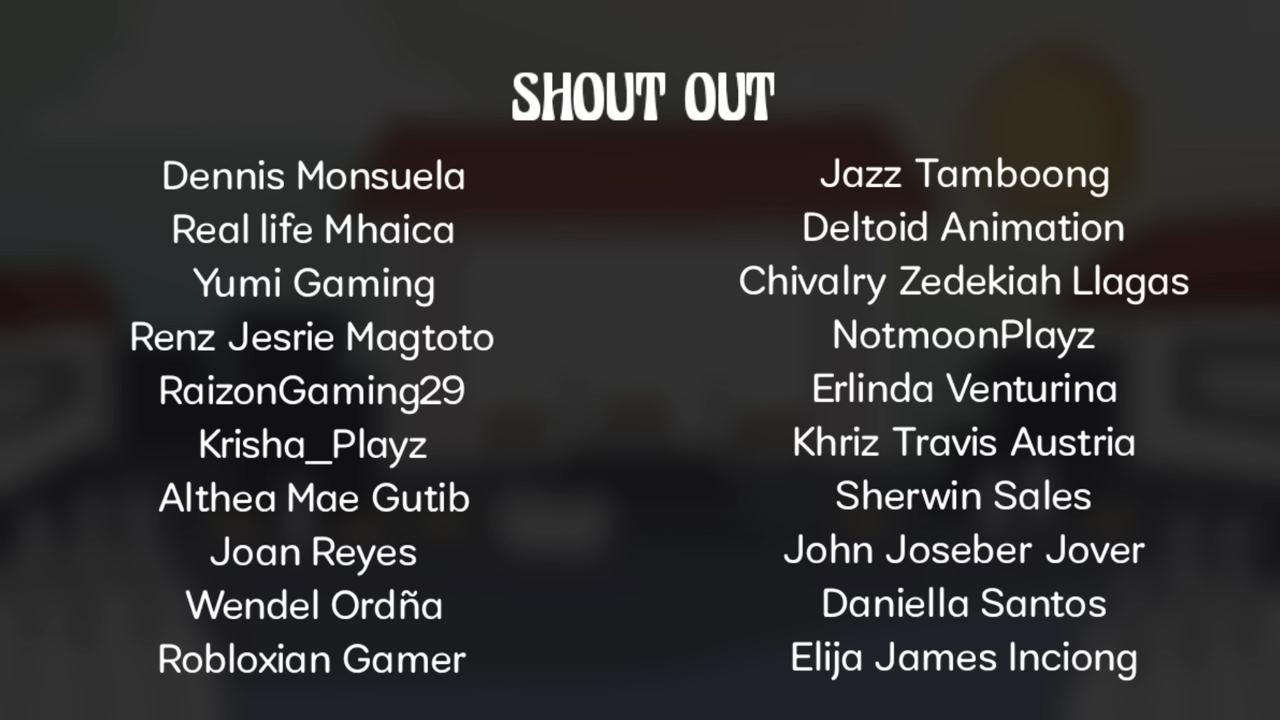 SHOUT OUT
Dennis Monsuela
Real life Mhaica
Yumi Gaming
Renz Jesrie Magtoto
RaizonGaming29
Krisha_Playz
Althea Mae Gutib
Joan Reyes
Wendel Ordña
Robloxian Gamer
Jazz Tamboong
Deltoid Animation
Chivalry Zedekiah Llagas
NotmoonPlayz
Erlinda Venturina
Khriz Travis Austria
Sherwin Sales
John Joseber Jover
Daniella Santos
Elija James Inciong